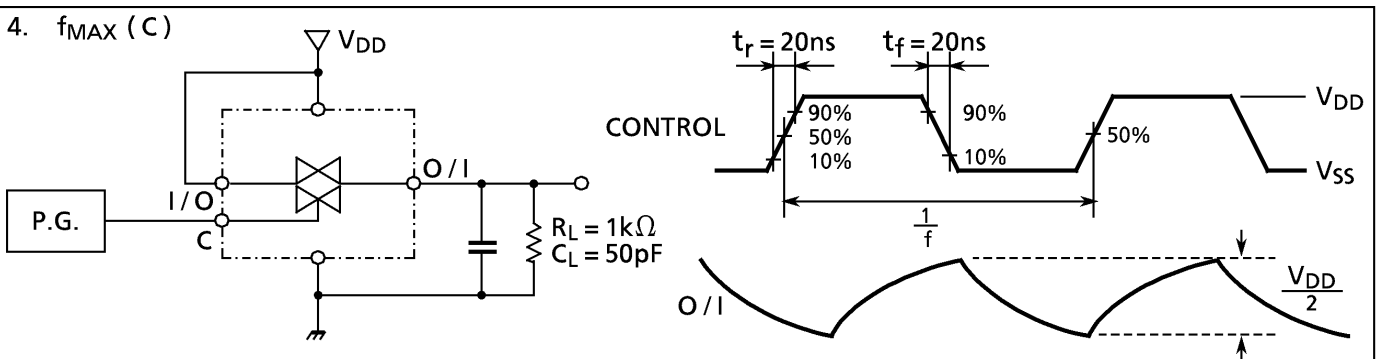 4. fMAX (C)
VDD
I/O
O/I
P.G.
C
RL = 1kΩ
CL = 50pF
tr = 20ns
tf = 20ns
CONTROL
90%
50%
10%
90%
10%
50%
VDD
VSS
1
f
O/I
VDD
2